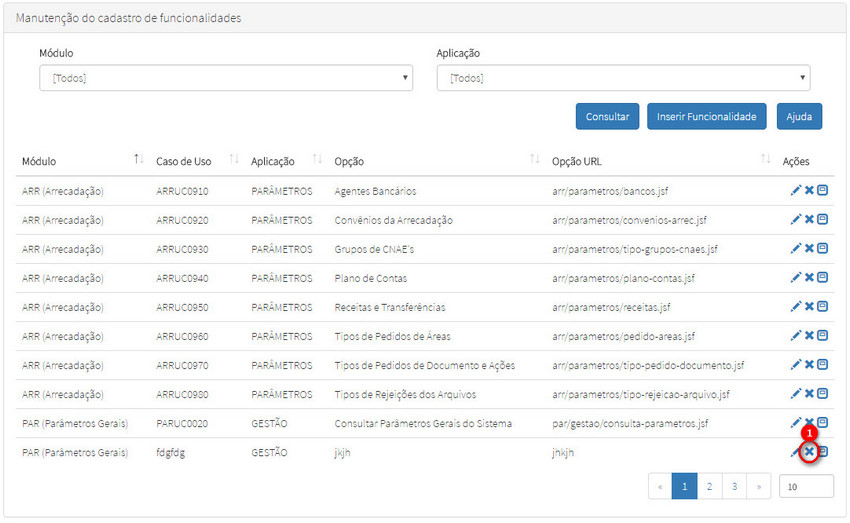 Manutenção do cadastro de funcionalidades
Módulo Aplicação
[Todos] [Todos]
Consultar Inserir Funcionalidade Ajuda
Módulo Caso de Uso Aplicação Opção Opção URL Ações
ARR (Arrecadação) ARRUC0910 PARÂMETROS Agentes Bancários arr/parametros/bancos.jsf
ARR (Arrecadação) ARRUC0920 PARÂMETROS Convênios da Arrecadação arr/parametros/convenios-arrec.jsf
ARR (Arrecadação) ARRUC0930 PARÂMETROS Grupos de CNAE's arr/parametros/tipo-grupos-cnaes.jsf
ARR (Arrecadação) ARRUC0940 PARÂMETROS Plano de Contas arr/parametros/plano-contas.jsf
ARR (Arrecadação) ARRUC0950 PARÂMETROS Receitas e Transferências arr/parametros/receitas.jsf
ARR (Arrecadação) ARRUC0960 PARÂMETROS Tipos de Pedidos de Áreas arr/parametros/pedido-areas.jsf
ARR (Arrecadação) ARRUC0970 PARÂMETROS Tipos de Pedidos de Documento e Ações arr/parametros/tipo-pedido-documento.jsf
ARR (Arrecadação) ARRUC0980 PARÂMETROS Tipos de Rejeições dos Arquivos arr/parametros/tipo-rejeicao-arquivo.jsf
PAR (Parâmetros Gerais) PARUC0020 GESTÃO Consultar Parâmetros Gerais do Sistema par/gestao/consulta-parametros.jsf
1
PAR (Parâmetros Gerais) fdgfdg GESTÃO jkjh jhkjh
« 1 2 3 » 10